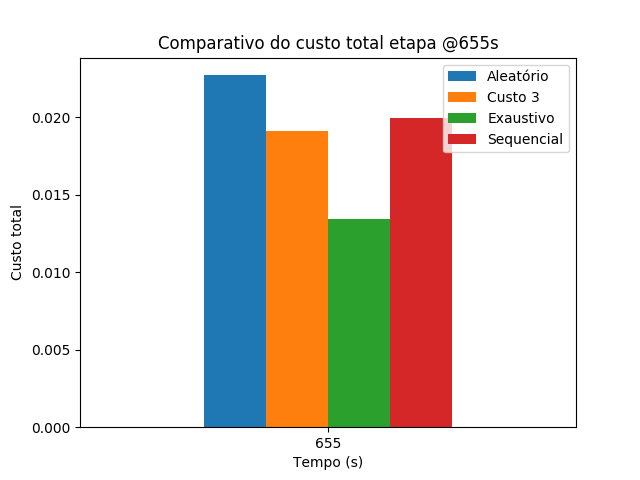 Comparativo do custo total etapa @655s
Aleatório
Custo 3
Exaustivo
Sequencial
0.020
0.015
0.010
0.005
0.000
Custo total
655
Tempo (s)